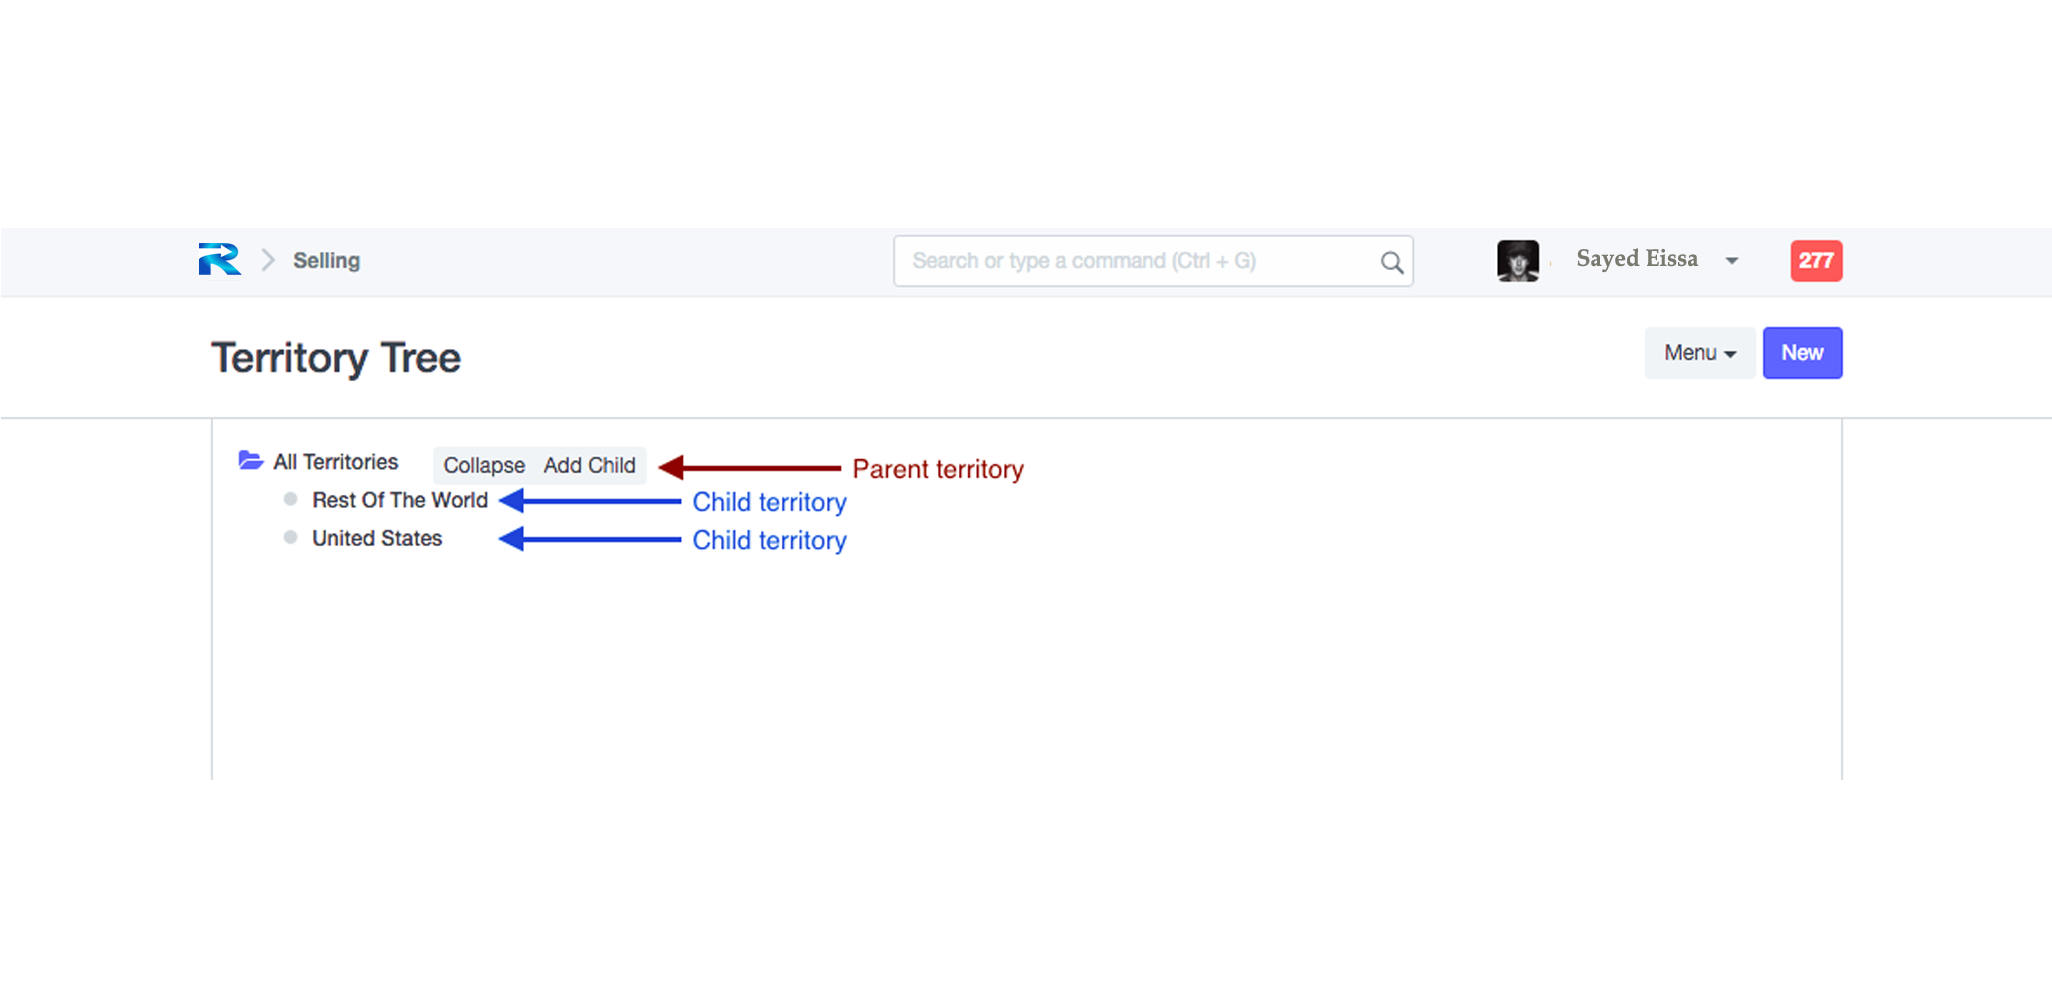 Selling
Search or type a command (Ctrl + G)
Sayed Eissa
277
Territory Tree
Menu
New
All Territories Collapse Add Child Parent territory
Rest Of The World Child territory
United States Child territory